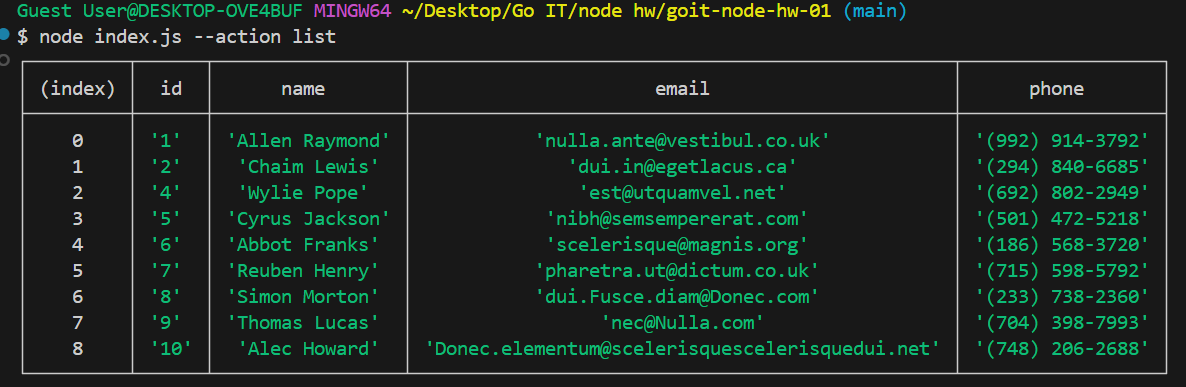 Guest User@DESKTOP-OVE4BUF MINGW64 ~/Desktop/Go IT/node hw/goit-node-hw-01 (main)
$ node index.js --action list
(index) id name email phone
0 '1' 'Allen Raymond' 'nulla.ante@vestibul.co.uk' '(992) 914-3792'
1 '2' 'Chaim Lewis' 'dui.in@egetlacus.ca' '(294) 840-6685'
2 '4' 'Wylie Pope' 'est@utquamvel.net' '(692) 802-2949'
3 '5' 'Cyrus Jackson' 'nibh@semsempererat.com' '(501) 472-5218'
4 '6' 'Abbot Franks' 'scelerisque@magnis.org' '(186) 568-3720'
5 '7' 'Reuben Henry' 'pharetra.ut@dictum.co.uk' '(715) 598-5792'
6 '8' 'Simon Morton' 'dui.Fusce.diam@Donec.com' '(233) 738-2360'
7 '9' 'Thomas Lucas' 'nec@Nulla.com' '(704) 398-7993'
8 '10' 'Alec Howard' 'Donec.elementum@scelerisquescelerisquedui.net' '(748) 206-2688'